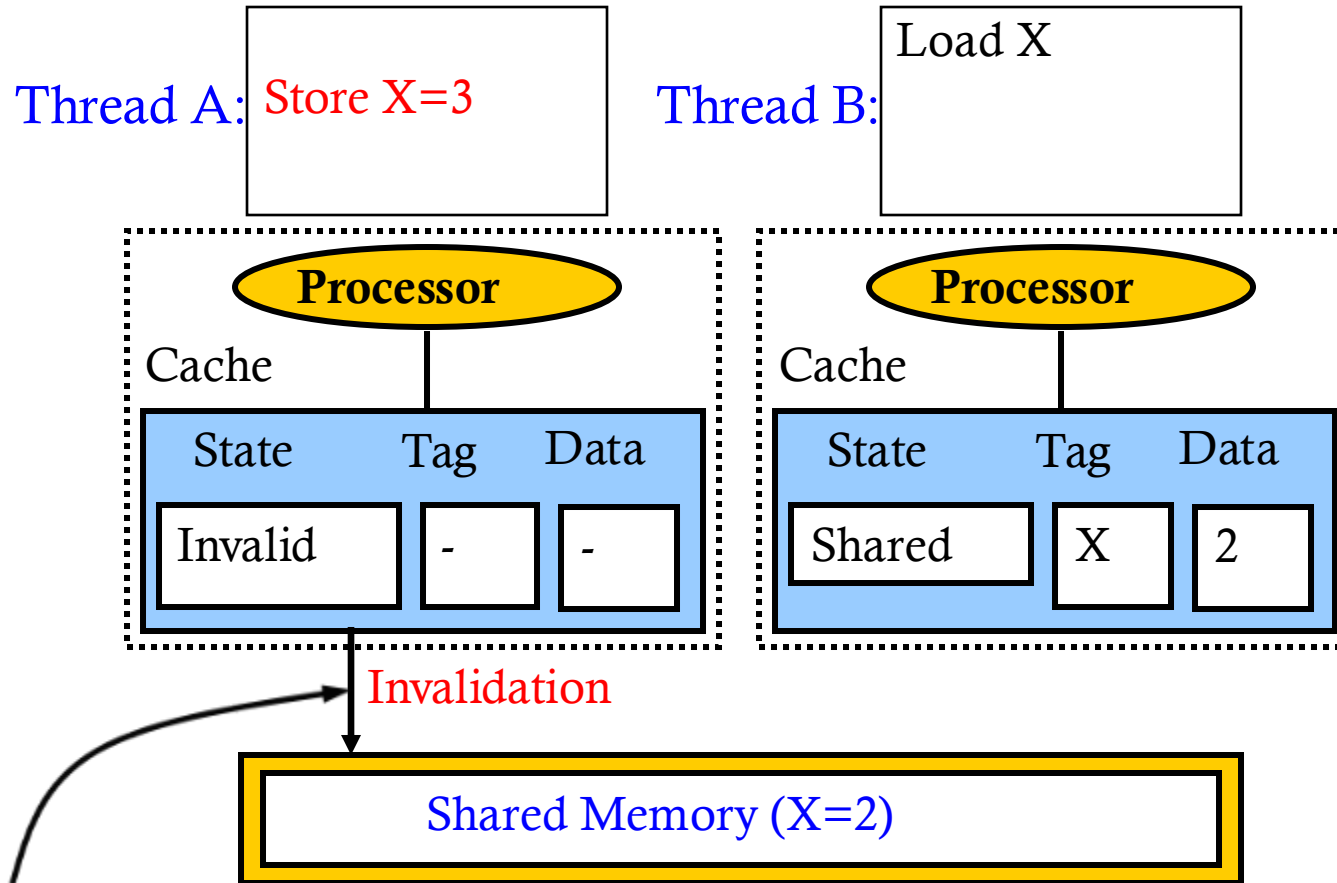 Thread A:
Store X=3
Thread B:
Load X
Processor
Cache
State Tag Data
Invalid - -
Processor
Cache
State Tag Data
Shared X 2
Invalidation
Shared Memory (X=2)